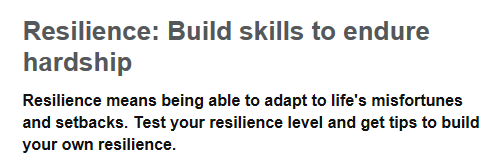 Resilience: Build skills to endure
hardship
Resilience means being able to adapt to life's misfortunes
and setbacks. Test your resilience level and get tips to build
your own resilience.